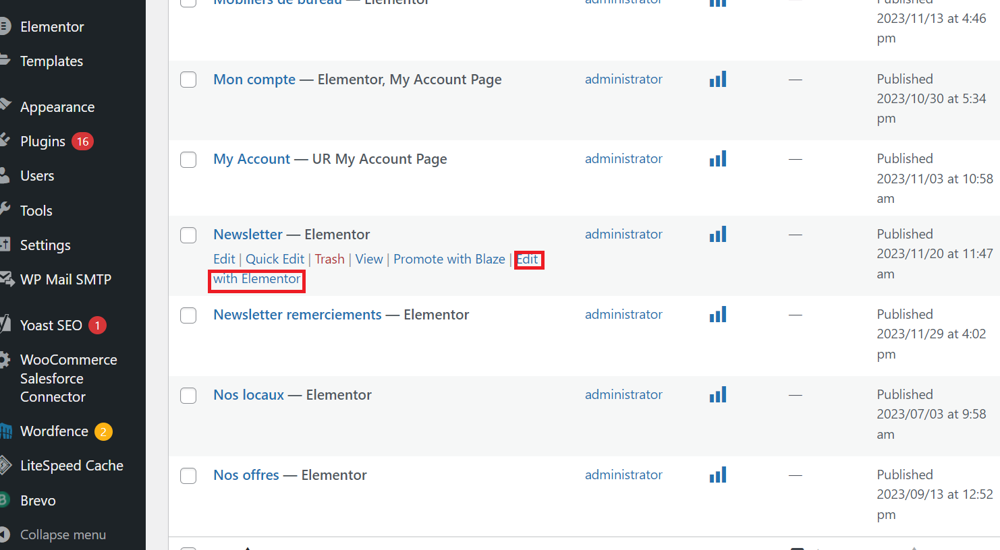 Elementor
Templates
Appearance
Plugins 16
Users
Tools
Settings
WP Mail SMTP
Yoast SEO 1
WooCommerce
Salesforce
Connector
Wordfence 2
LiteSpeed Cache
Brevo
Collapse menu
Mobiliers de bureau — Elementor administrator — Published
2023/11/13 at 4:46
pm
Mon compte — Elementor, My Account Page administrator — Published
2023/10/30 at 5:34
pm
My Account — UR My Account Page administrator — Published
2023/11/03 at 10:58
am
Newsletter — Elementor administrator — Published
2023/11/20 at 11:47
am
Edit | Quick Edit | Trash | View | Promote with Blaze | Edit
with Elementor
Newsletter remerciements — Elementor administrator — Published
2023/11/29 at 4:02
pm
Nos locaux — Elementor administrator — Published
2023/07/03 at 9:58
am
Nos offres — Elementor administrator — Published
2023/09/13 at 12:52
pm